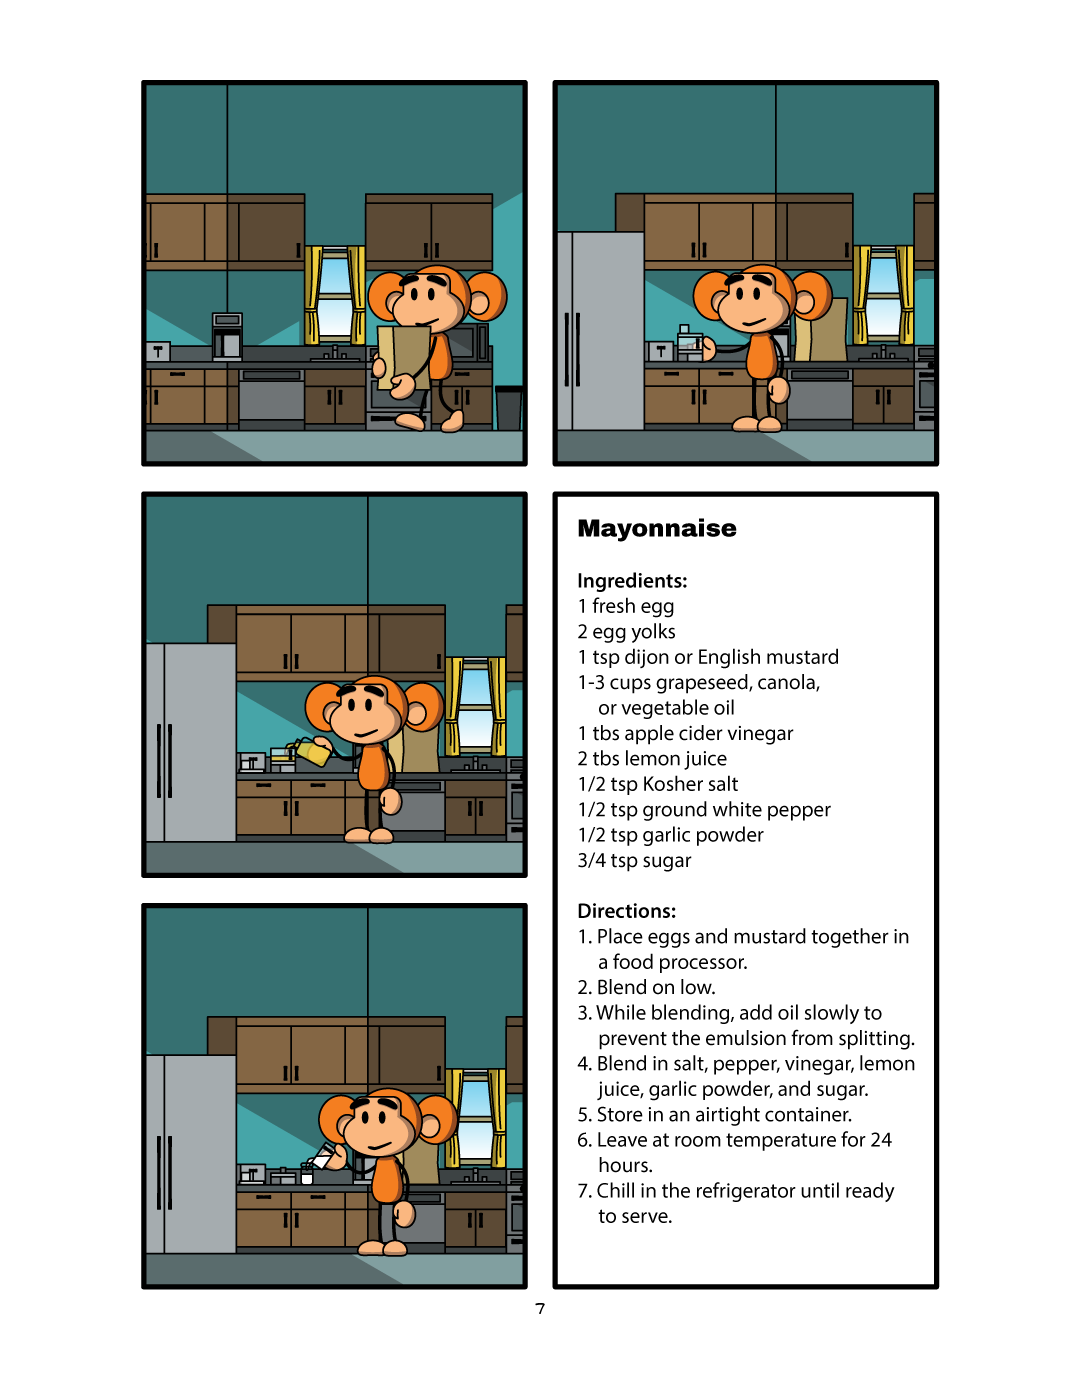 Mayonnaise
Ingredients:
1 fresh egg
2 egg yolks
1 tsp dijon or English mustard
1-3 cups grapeseed, canola,
or vegetable oil
1 tbs apple cider vinegar
2 tbs lemon juice
1/2 tsp Kosher salt
1/2 tsp ground white pepper
1/2 tsp garlic powder
3/4 tsp sugar
Directions:
1. Place eggs and mustard together in
a food processor.
2. Blend on low.
3. While blending, add oil slowly to
prevent the emulsion from splitting.
4. Blend in salt, pepper, vinegar, lemon
juice, garlic powder, and sugar.
5. Store in an airtight container.
6. Leave at room temperature for 24
hours.
7. Chill in the refrigerator until ready
to serve.
7